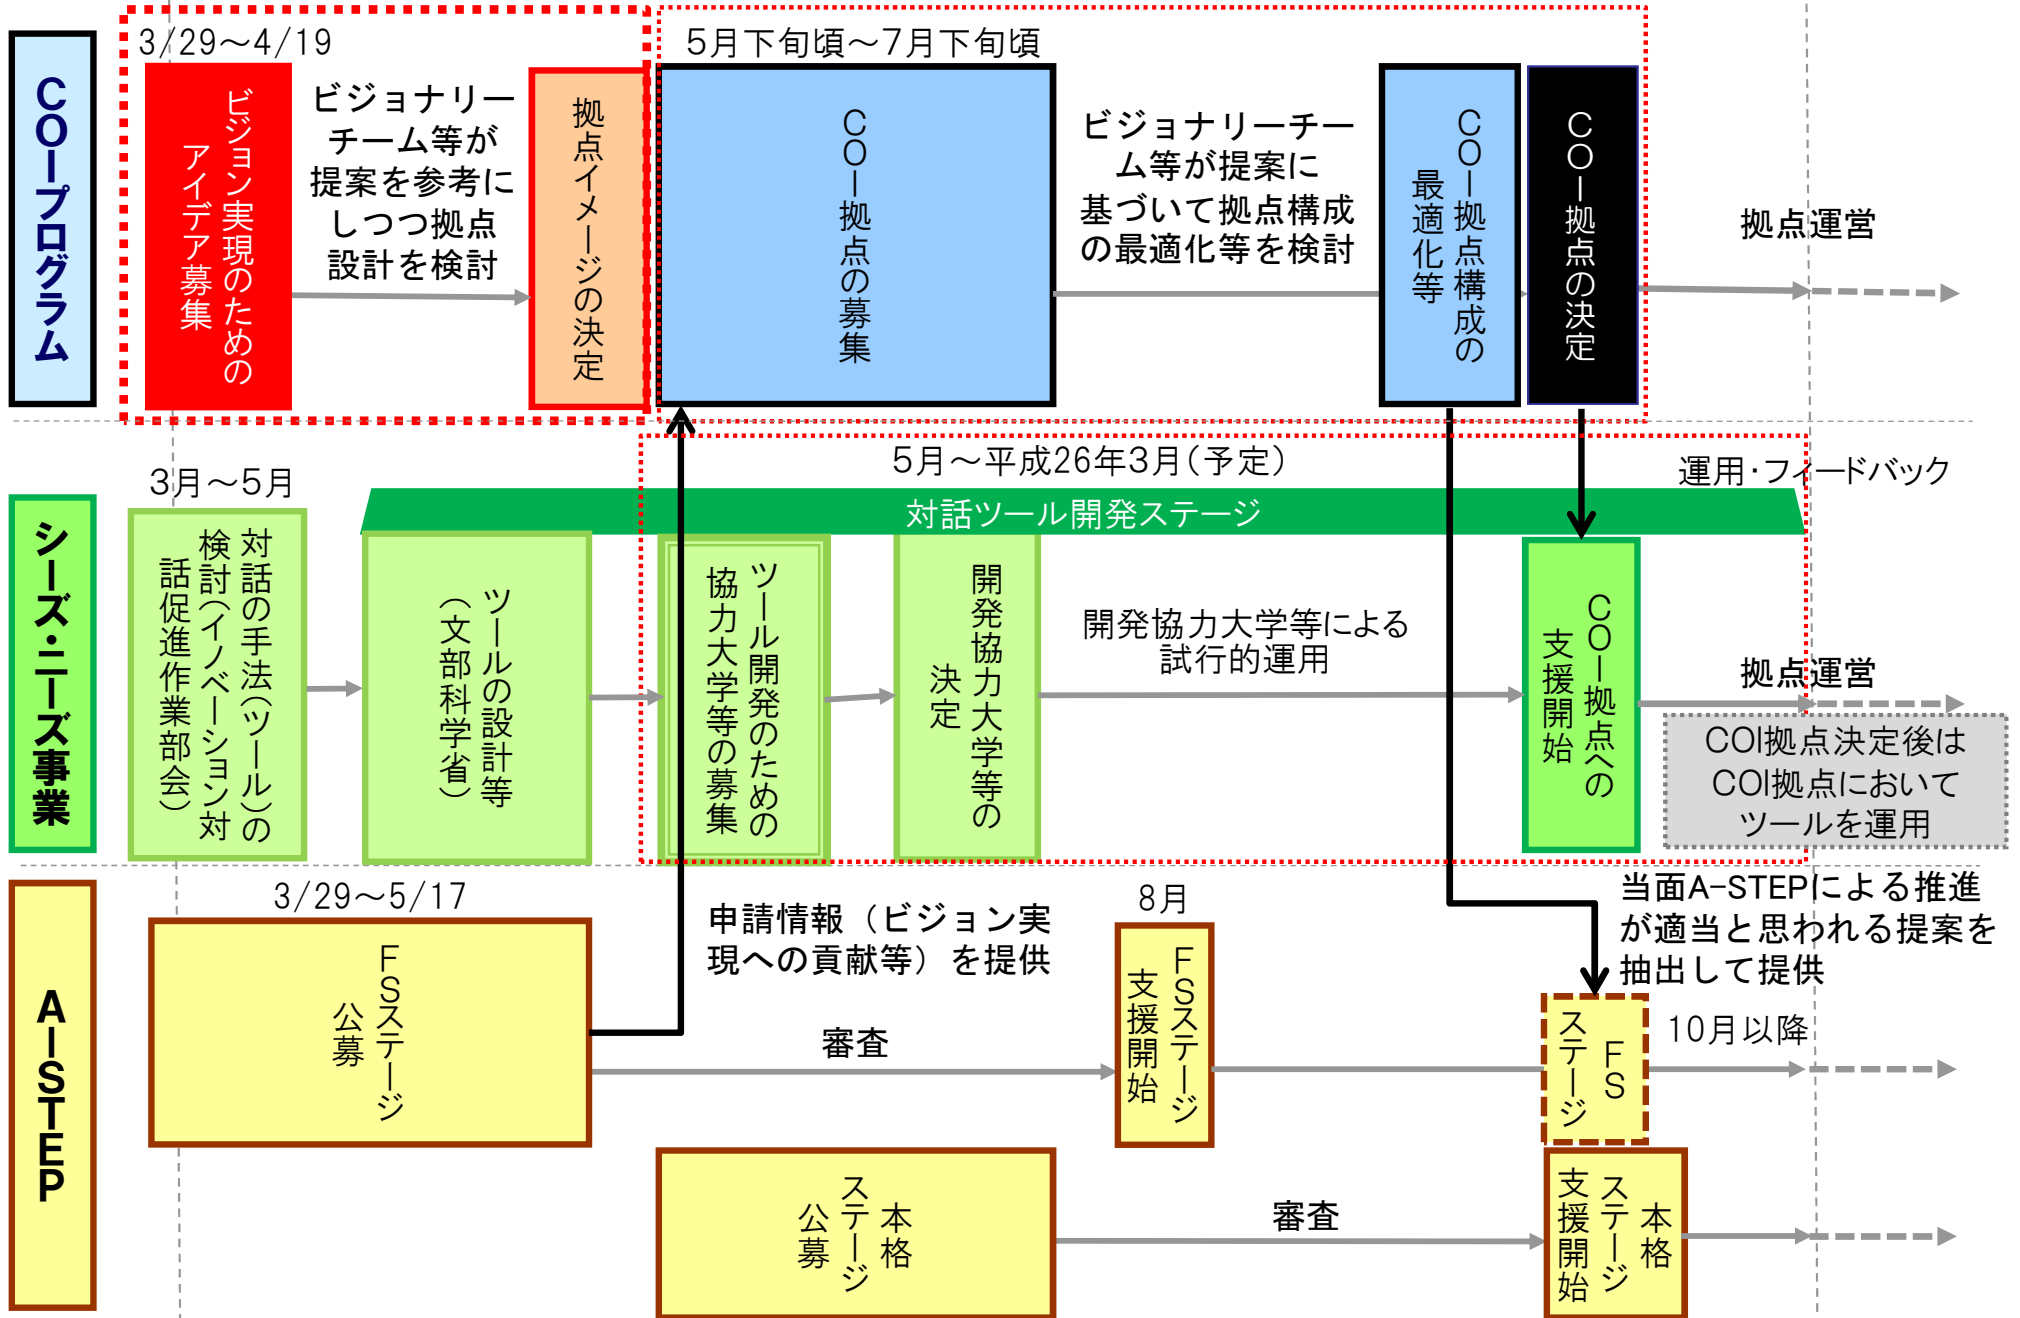 COIプログラム
3/29～4/19
ビジョン実現のための
アイデア募集
ビジョナリー
チーム等が
提案を参考に
しつつ拠点
設計を検討
拠点イメージの決定
5月下旬頃～7月下旬頃
COI拠点の募集
ビジョナリーチー
ム等が提案に
基づいて拠点構成
の最適化等を検討
COI拠点構成の
最適化等
COI拠点の決定
拠点運営
シーズ・ニーズ事業
3月～5月
対話の手法(ツール)の
検討(イノベーション対
話促進作業部会)
5月～平成26年3月(予定)
運用・フィードバック
対話ツール開発ステージ
ツールの設計等
(文部科学省)
ツール開発のための
協力大学等の募集
開発協力大学等の
決定
開発協力大学等による
試行的運用
COI拠点への
支援開始
拠点運営
COI拠点決定後は
COI拠点において
ツールを運用
A-STEP
3/29～5/17
FSステージ
公募
申請情報（ビジョン実
現への貢献等）を提供
審査
8月
FSステージ
支援開始
当面A-STEPによる推進
が適当と思われる提案を
抽出して提供
FS
ステージ
10月以降
本格
ステージ
公募
審査
本格
ステージ
支援開始